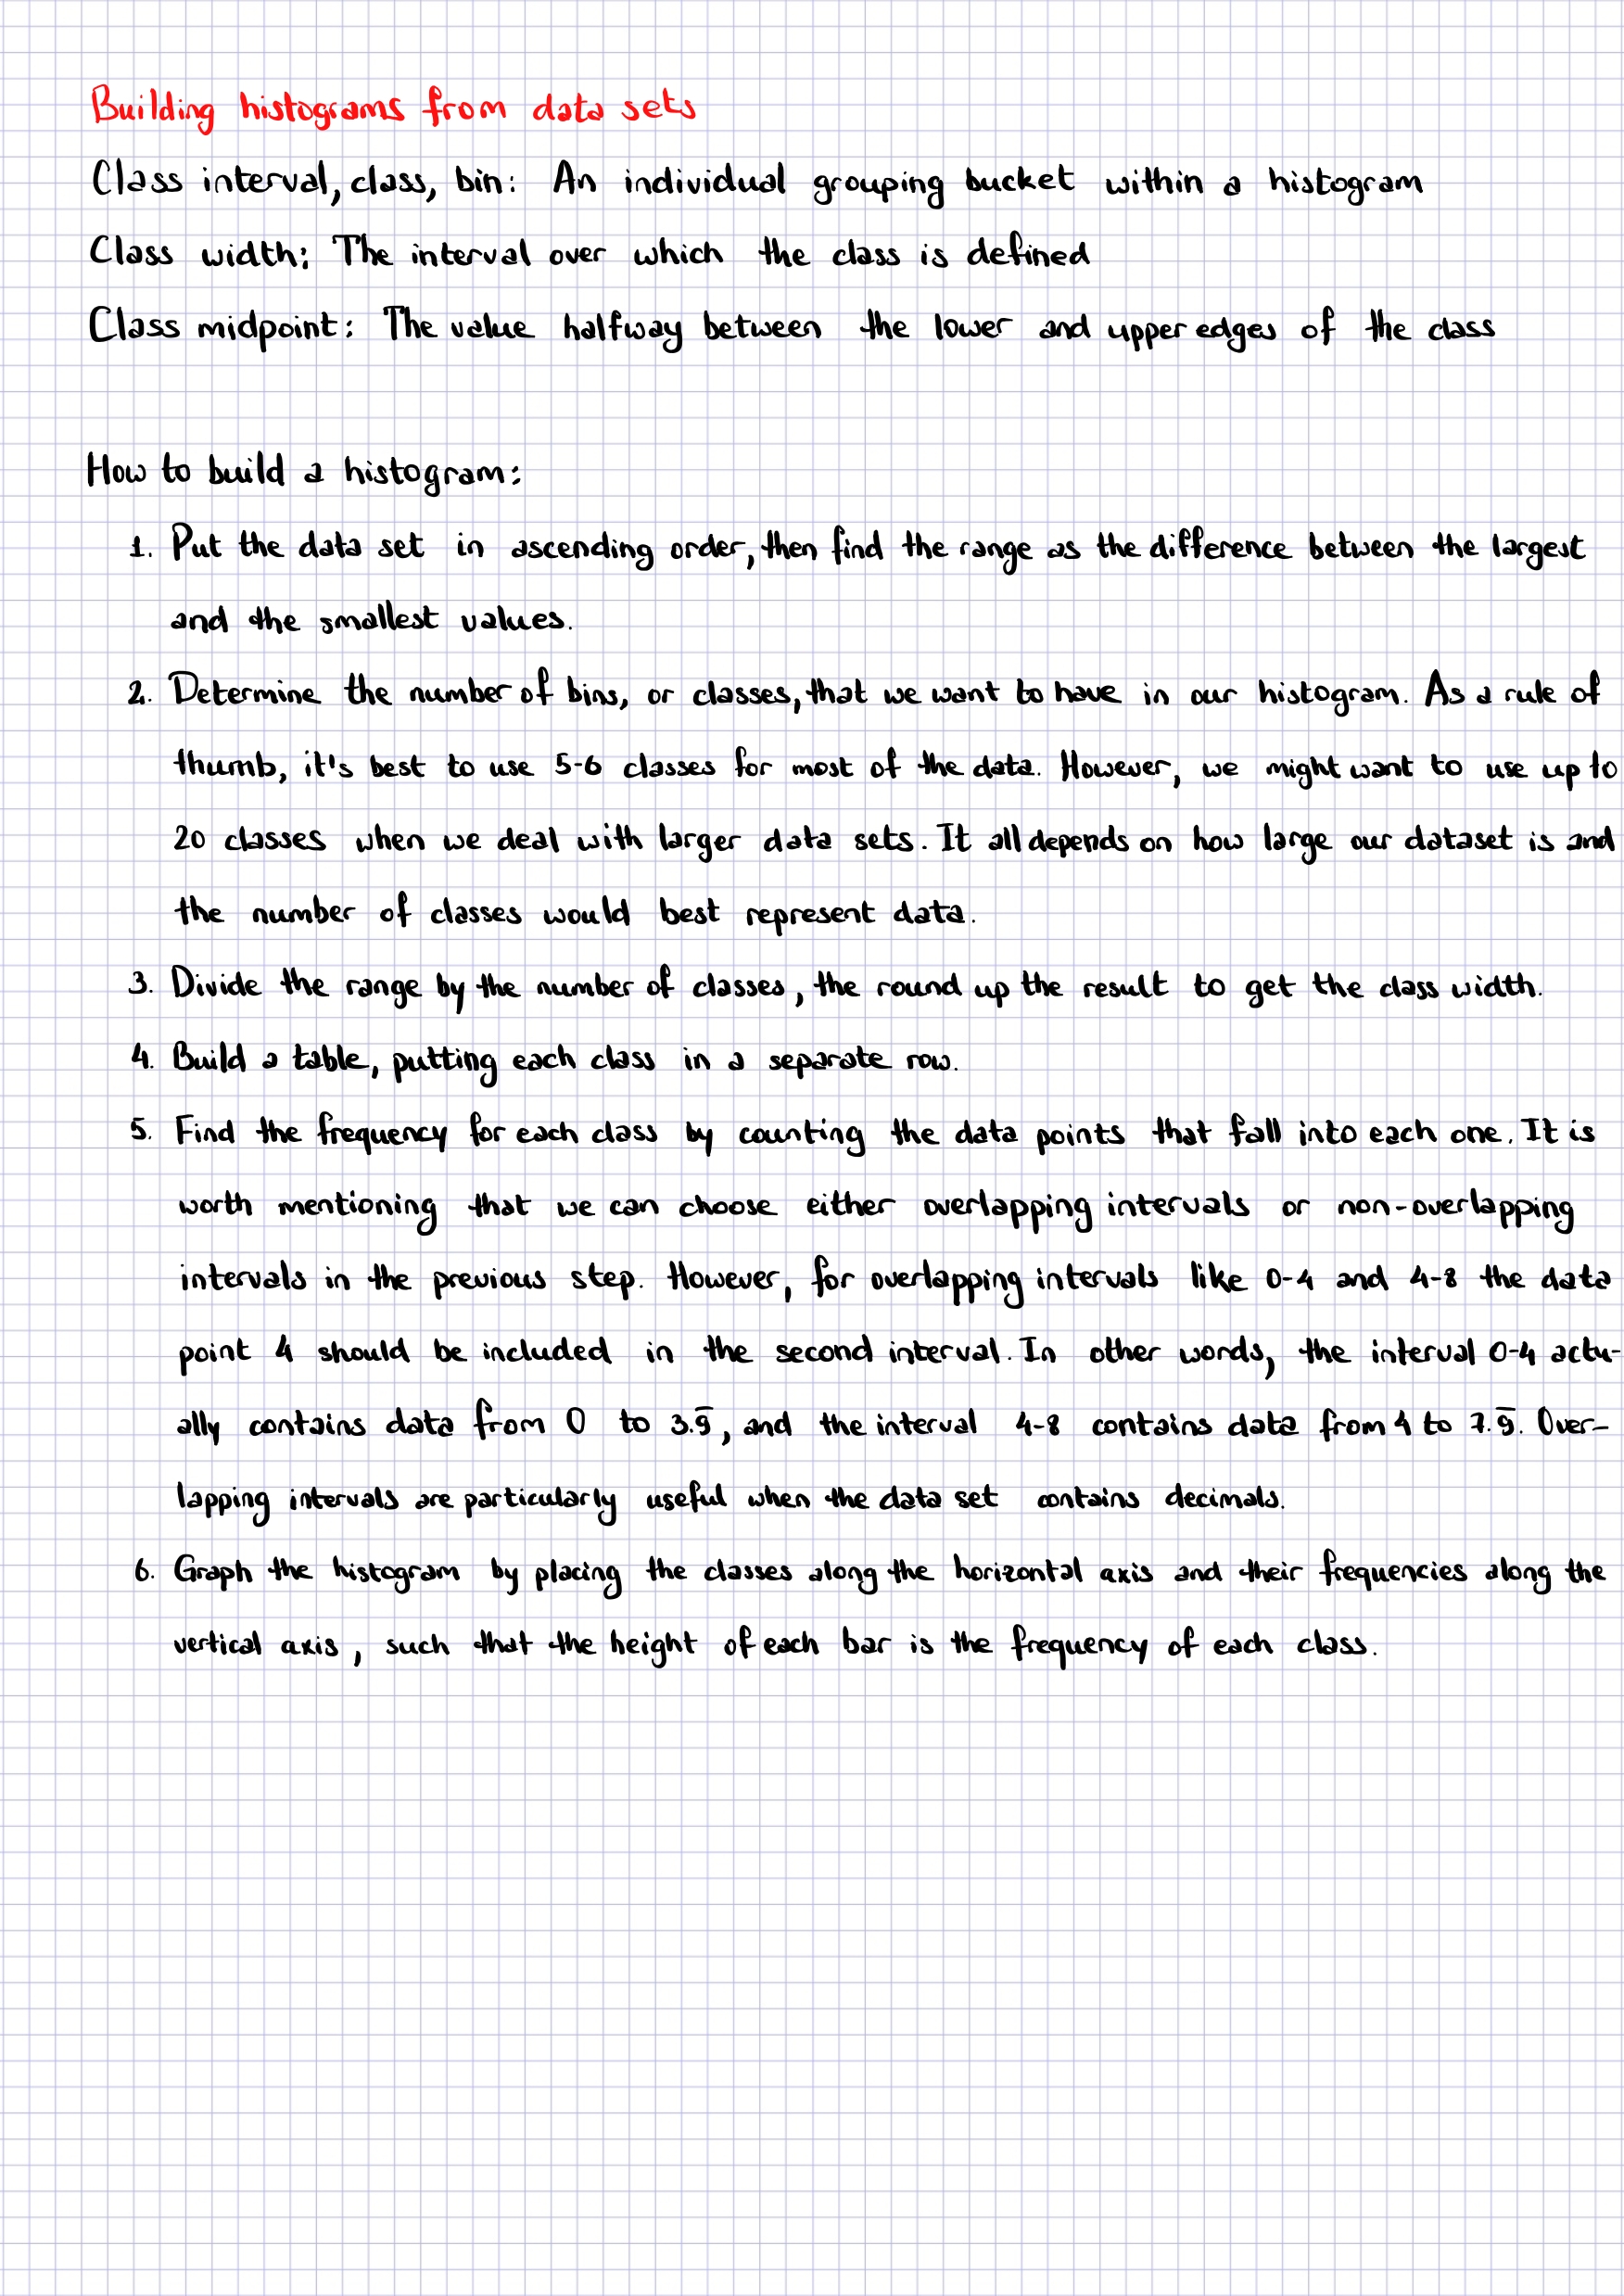 Building histograms from data sets
Class interval, class, bin: An individual grouping bucket within a histogram
Class width: The interval over which the class is defined
Class midpoint: The value halfway between the lower and upper edges of the class
How to build a histogram:
1. Put the data set in ascending order, then find the range as the difference between the largest
and the smallest values.
2. Determine the number of bins, or classes, that we want to have in our histogram. As a rule of
thumb, it's best to use 5-6 classes for most of the data. However, we might want to use up to
20 classes when we deal with larger data sets. It all depends on how large our dataset is and
the number of classes would best represent data.
3. Divide the range by the number of classes, the round up the result to get the class width.
4. Build a table, putting each class in a separate row.
5. Find the frequency for each class by counting the data points that fall into each one. It is
worth mentioning that we can choose either overlapping intervals or non-overlapping
intervals in the previous step. However, for overlapping intervals like 0-4 and 4-8 the data
point 4 should be included in the second interval. In other words, the interval 0-4 actu-
ally contains data from 0 to 3.9̅, and the interval 4-8 contains data from 4 to 7.9̅. Over-
lapping intervals are particularly useful when the data set contains decimals.
6. Graph the histogram by placing the classes along the horizontal axis and their frequencies along the
vertical axis, such that the height of each bar is the frequency of each class.